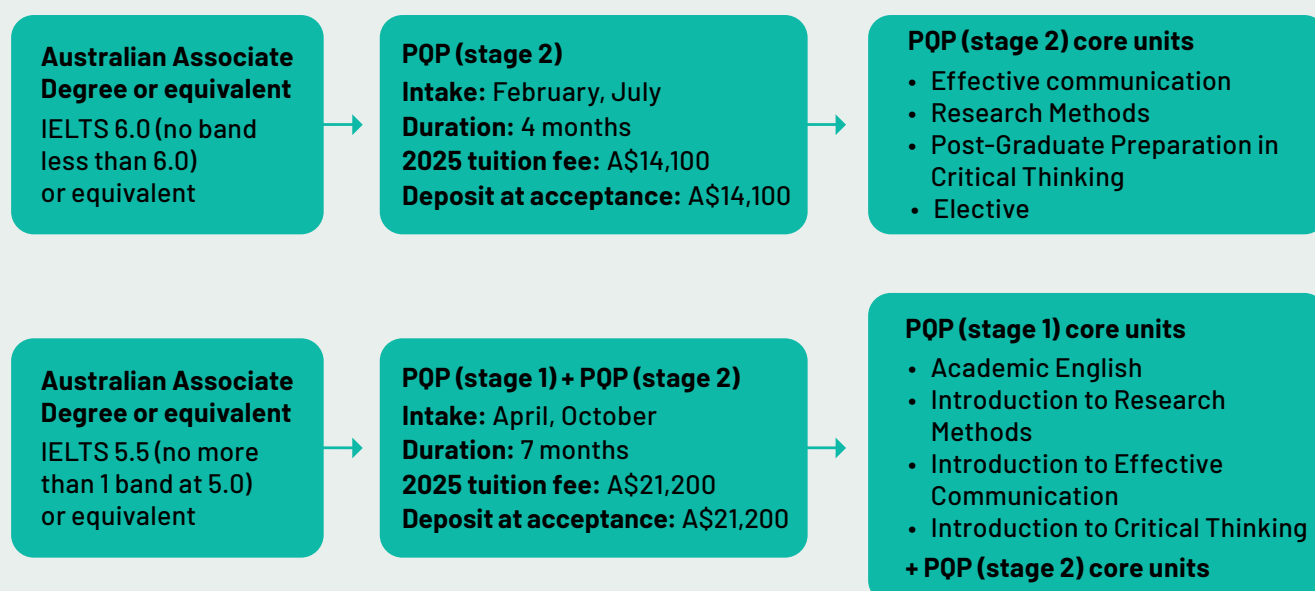 Australian Associate
Degree or equivalent
IELTS 6.0 (no band
less than 6.0)
or equivalent
PQP (stage 2)
Intake: February, July
Duration: 4 months
2025 tuition fee: A$14,100
Deposit at acceptance: A$14,100
PQP (stage 2) core units
• Effective communication
• Research Methods
• Post-Graduate Preparation in
Critical Thinking
• Elective
Australian Associate
Degree or equivalent
IELTS 5.5 (no more
than 1 band at 5.0)
or equivalent
PQP (stage 1) + PQP (stage 2)
Intake: April, October
Duration: 7 months
2025 tuition fee: A$21,200
Deposit at acceptance: A$21,200
PQP (stage 1) core units
• Academic English
• Introduction to Research
Methods
• Introduction to Effective
Communication
• Introduction to Critical Thinking
+ PQP (stage 2) core units